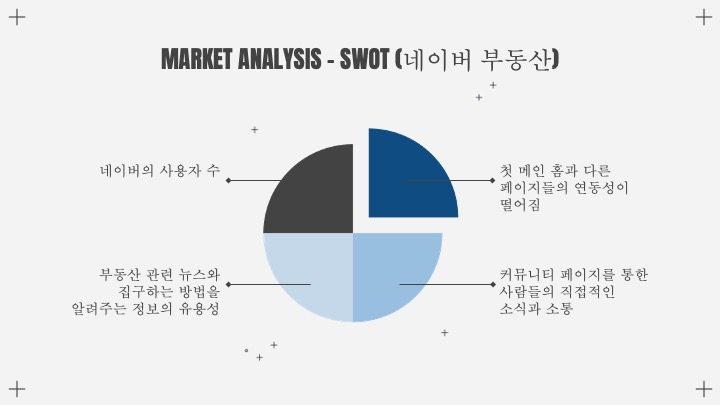 MARKET ANALYSIS - SWOT (네이버 부동산)
네이버의 사용자 수
첫 메인 홈과 다른
페이지들의 연동성이
떨어짐
부동산 관련 뉴스와
집구하는 방법을
알려주는 정보의 유용성
커뮤니티 페이지를 통한
사람들의 직접적인
소식과 소통